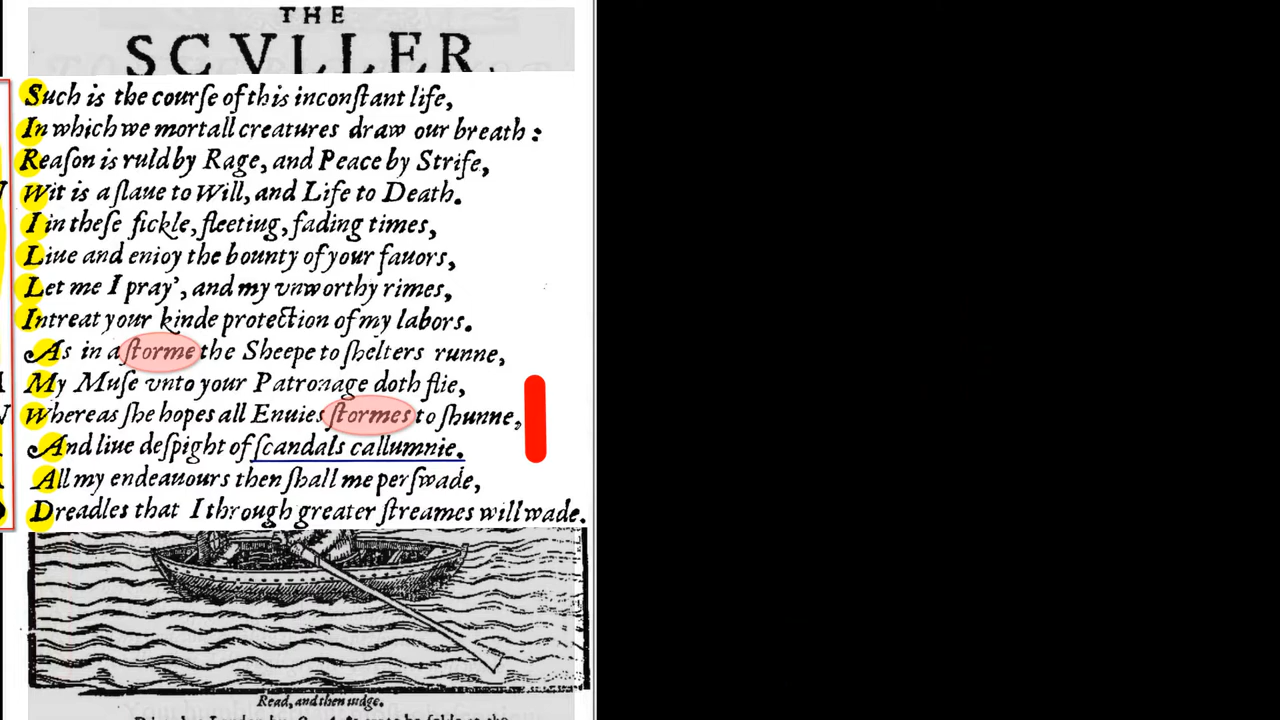 THE
SCVLLER.
Such is the courſe of this inconſtant life,
In which we mortall creatures draw our breath:
Reaſon is ruld by Rage, and Peace by Strife,
Wit is a ſlaue to Will, and Life to Death.
I in theſe fickle, fleeting, fading times,
Liue and enioy the bounty of your fauors,
Let me I pray', and my vnworthy rimes,
Intreat your kinde protection of my labors.
As in a ſtorme the Sheepe to ſhelters runne,
My Muſe vnto your Patronage doth flie,
Whereas ſhe hopes all Enuies ſtormes to ſhunne,
And liue deſpight of ſcandals callumnie.
All my endeauours then ſhall me perſwade,
Dreadles that I through greater ſtreames will wade.
Read, and then iudge.